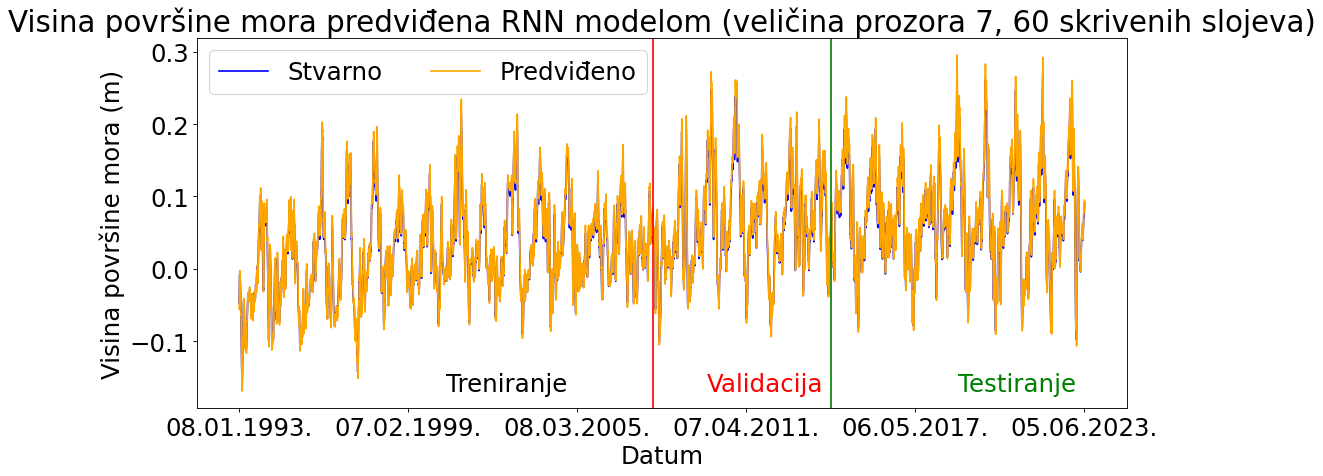 Visina površine mora predviđena RNN modelom (veličina prozora 7, 60 skrivenih slojeva)
Visina površine mora (m)
0.3
0.2
0.1
0.0
−0.1
Stvarno
Predviđeno
Treniranje
Validacija
Testiranje
08.01.1993.
07.02.1999.
08.03.2005.
07.04.2011.
06.05.2017.
05.06.2023.
Datum